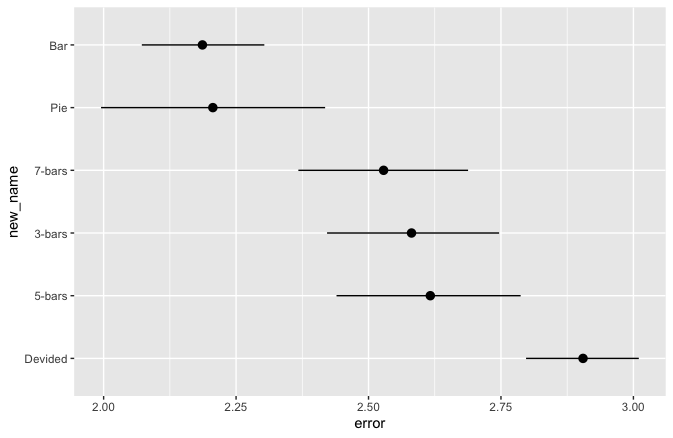 Bar
Pie
7-bars
3-bars
5-bars
Devided
new_name
2.00 2.25 2.50 2.75 3.00
error